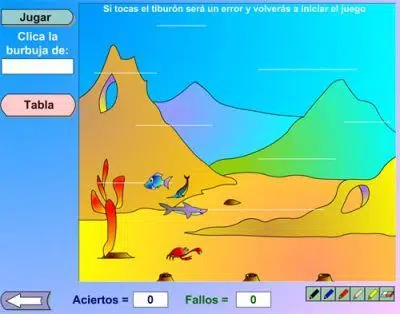 Si tocas el tiburón será un error y volverás a iniciar el juego
Jugar
Clica la
burbuja de:
Tabla
Aciertos = 0 Fallos = 0